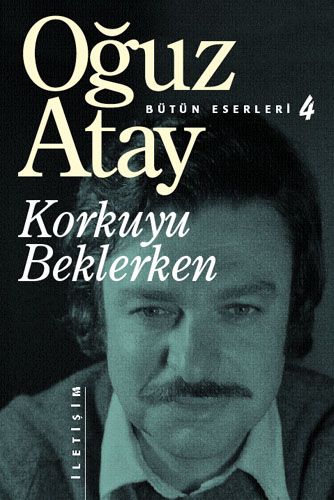 Oğuz
BÜTÜN ESERLERİ 4
Atay
Korkuyu
Beklerken
İLETİŞİM